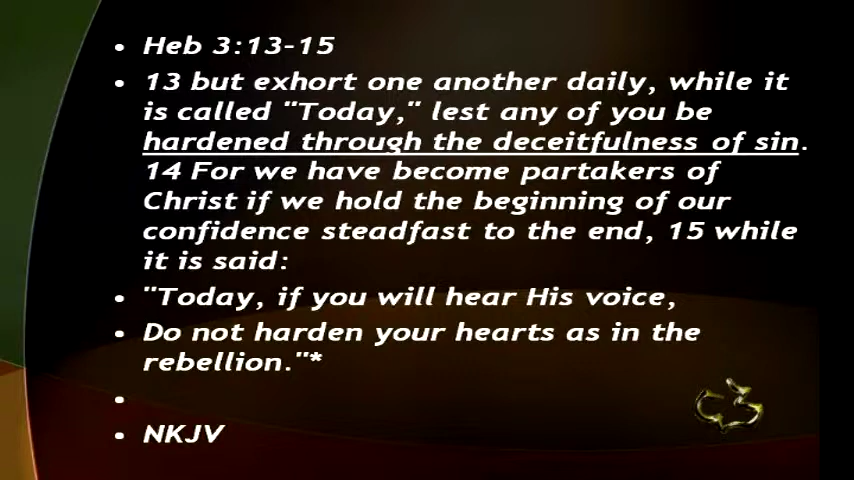 • Heb 3:13-15
• 13 but exhort one another daily, while it
is called "Today," lest any of you be
hardened through the deceitfulness of sin.
14 For we have become partakers of
Christ if we hold the beginning of our
confidence steadfast to the end, 15 while
it is said:
• "Today, if you will hear His voice,
• Do not harden your hearts as in the
rebellion."*
•
• NKJV
C3